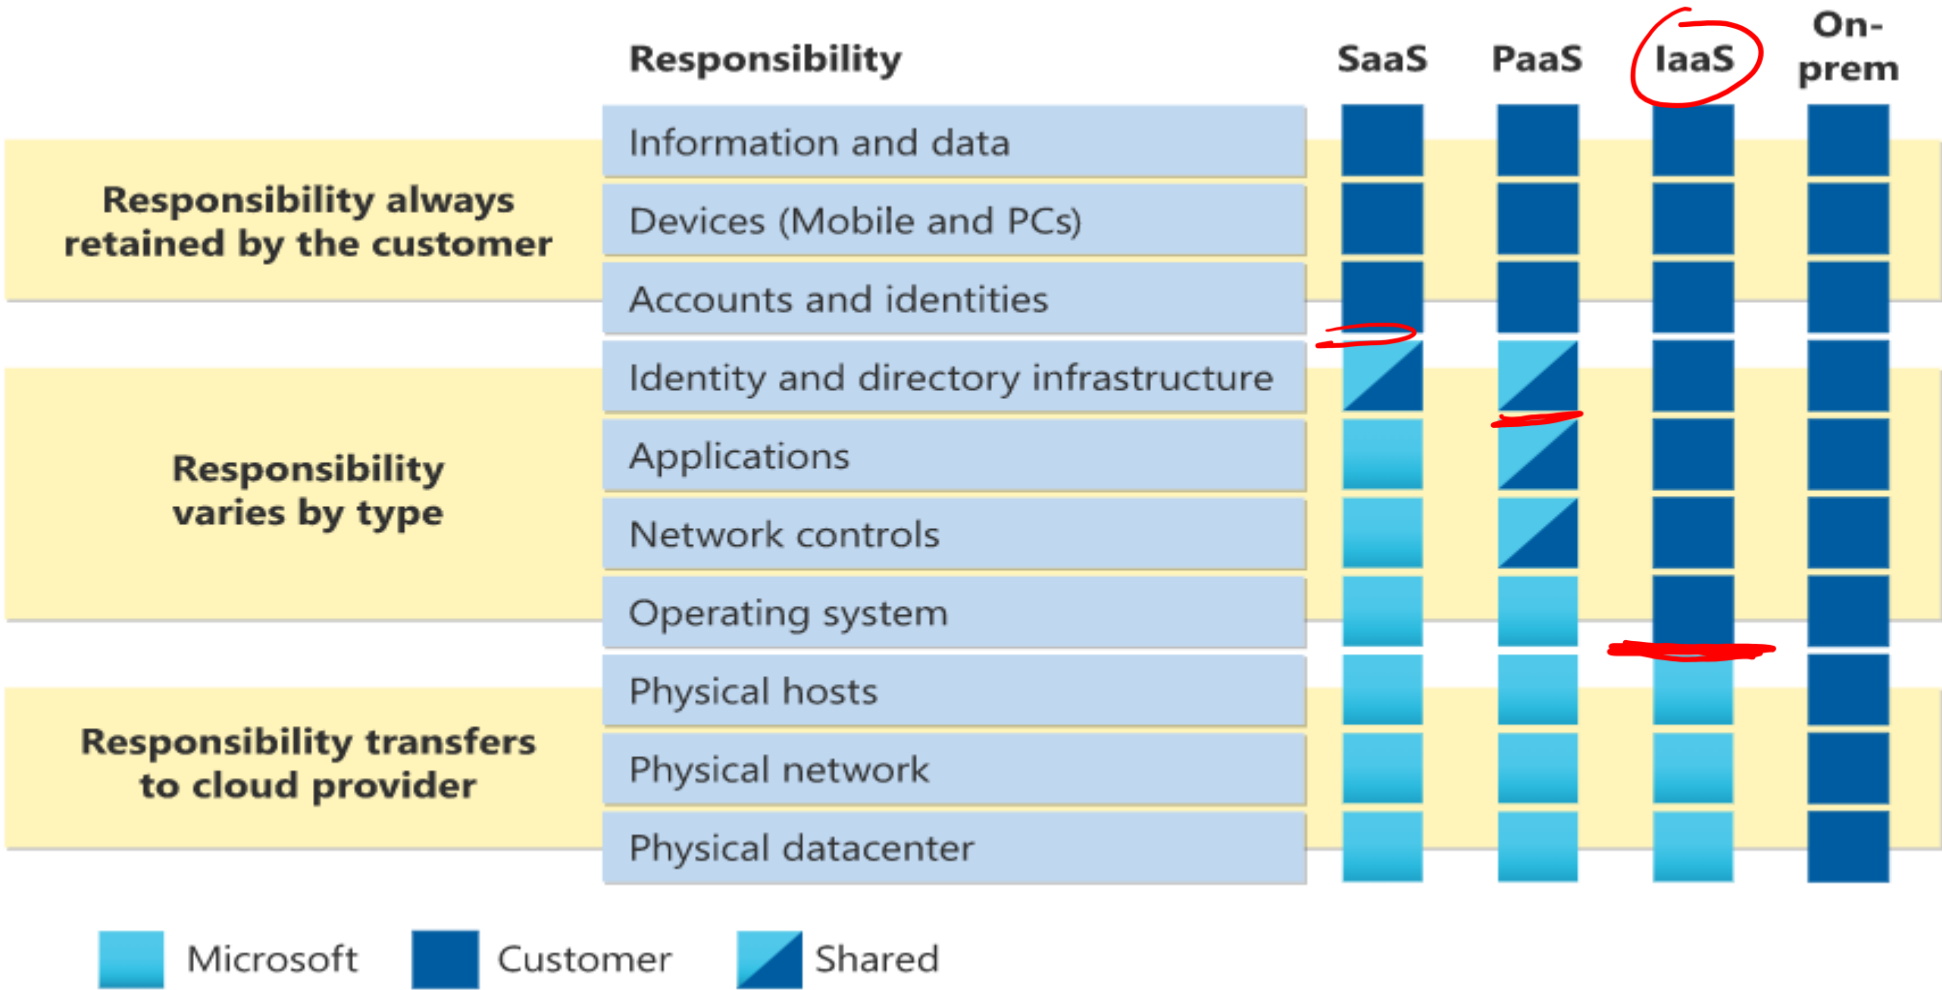 Responsibility SaaS PaaS IaaS On-prem
Information and data
Devices (Mobile and PCs)
Accounts and identities
Responsibility always
retained by the customer
Identity and directory infrastructure
Applications
Network controls
Operating system
Responsibility
varies by type
Physical hosts
Physical network
Physical datacenter
Responsibility transfers
to cloud provider
Microsoft Customer Shared